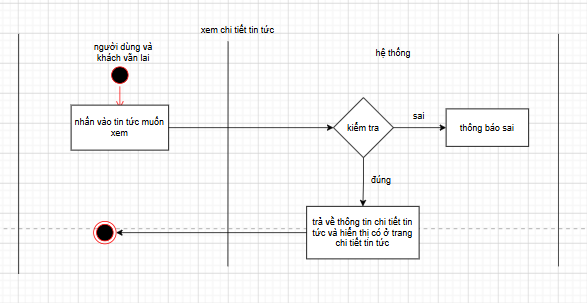 xem chi tiết tin tức
người dùng và
khách vãn lai
hệ thống
nhấn vào tin tức muốn
xem
kiểm tra
sai
thông báo sai
đúng
trả về thông tin chi tiết tin
tức và hiển thị có ở trang
chi tiết tin tức